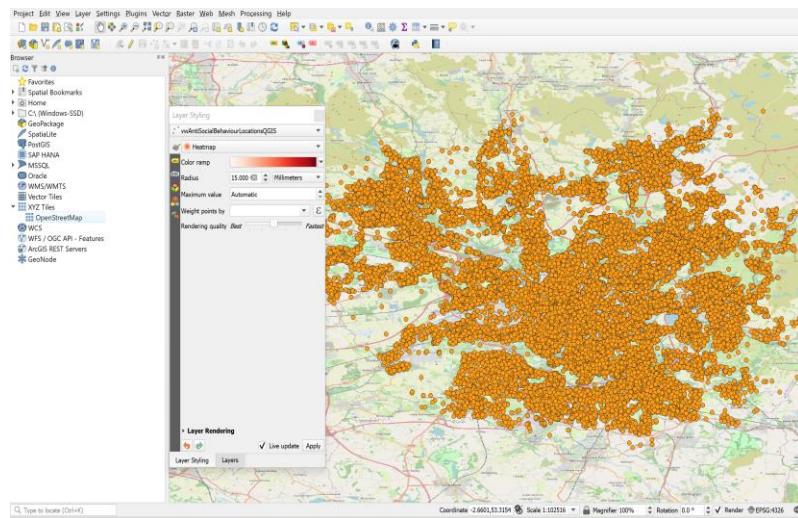 Project Edit View Layer Settings Plugins Vector Raster Web Mesh Processing Help
Browser
Favorites
Spatial Bookmarks
Home
C:\ (Windows-SSD)
GeoPackage
SpatiaLite
PostGIS
SAP HANA
MSSQL
Oracle
WMS/WMTS
Vector Tiles
XYZ Tiles
OpenStreetMap
WCS
WFS / OGC API - Features
ArcGIS REST Servers
GeoNode
Layer Styling
vwAntiSocialBehaviourLocationsQGIS
Heatmap
Color ramp
Radius 15.000 Millimeters
Maximum value Automatic
Weight points by ε
Rendering quality Best Fastest
Layer Rendering
Live update Apply
Layer Styling Layers
Type to locate (Ctrl+K) Coordinate -2.6601,53.3154 Scale 1:102516 Magnifier 100% Rotation 0.0 ° Render EPSG:4326